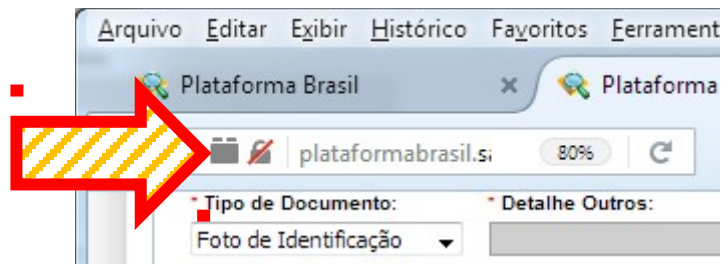 Arquivo Editar Exibir Histórico Favoritos Ferrament
Plataforma Brasil × Plataforma
plataformabrasil.sa 80%
* Tipo de Documento: * Detalhe Outros:
Foto de Identificação